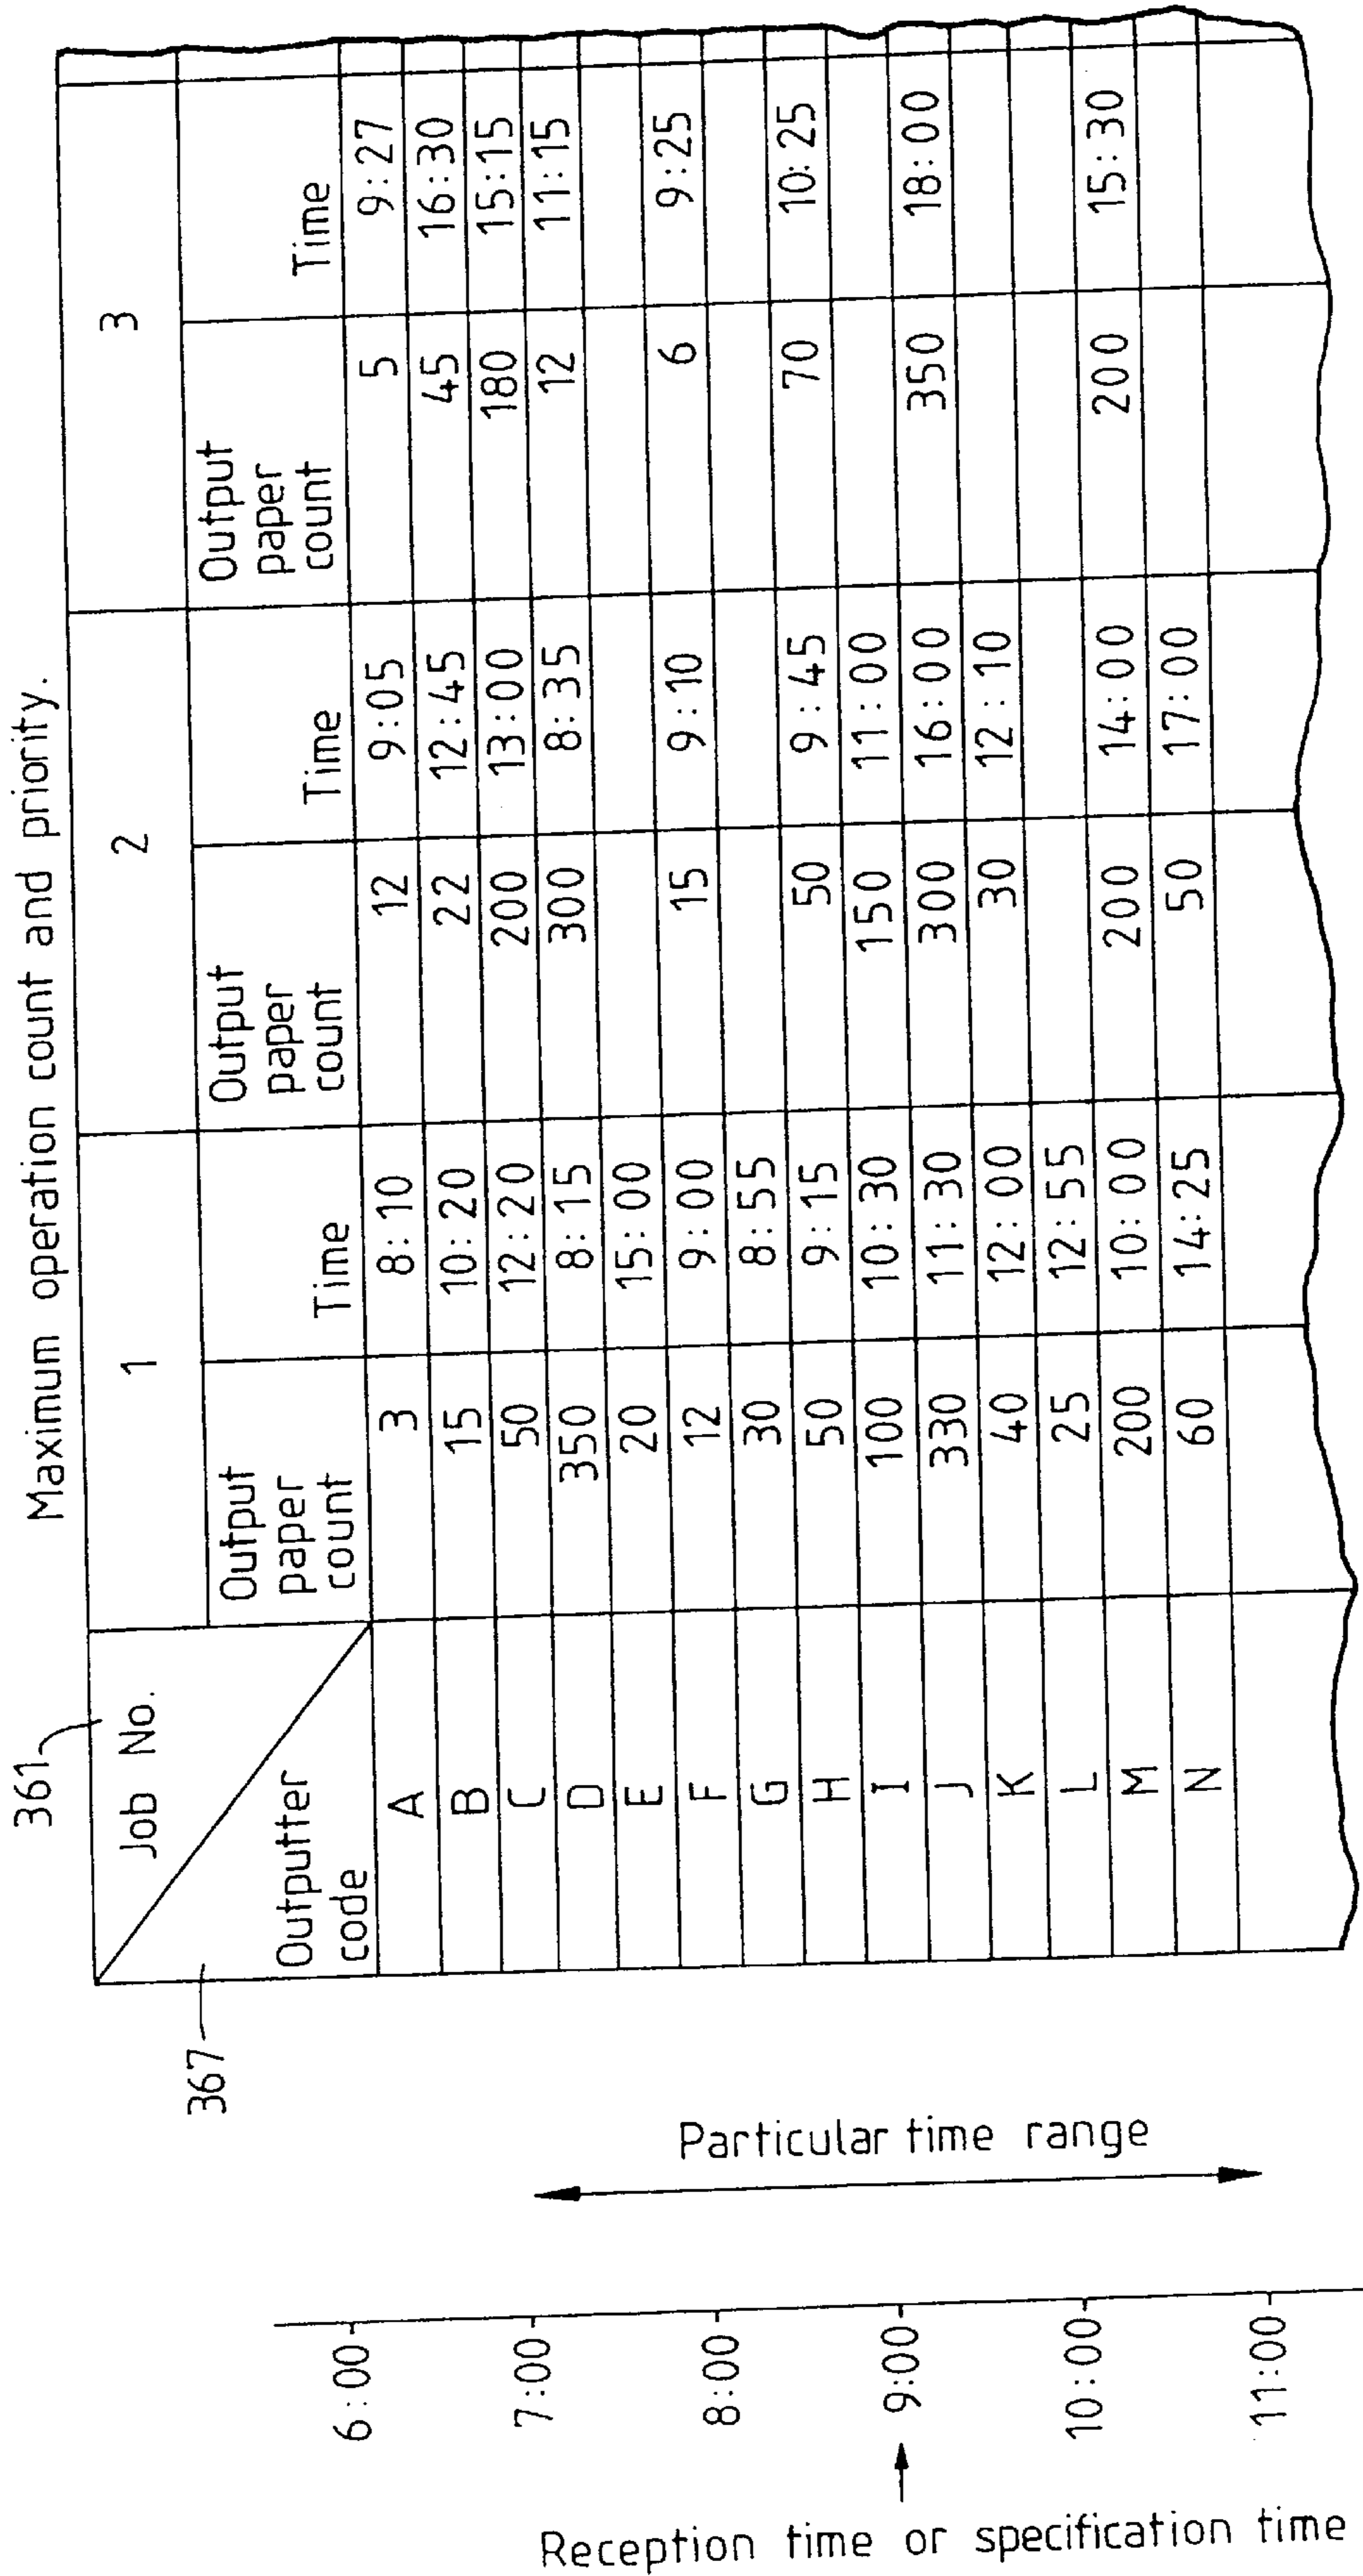 Maximum operation count and priority.
361
Job No. 1 2 3
367
Outputter code Output paper count Time Output paper count Time Output paper count Time
A 3 8:10 12 9:05 5 9:27
B 15 10:20 22 12:45 45 16:30
C 50 12:20 200 13:00 180 15:15
D 350 8:15 300 8:35 12 11:15
E 20 15:00
F 12 9:00 15 9:10 6 9:25
G 30 8:55
H 50 9:15 50 9:45 70 10:25
I 100 10:30 150 11:00
J 330 11:30 300 16:00 350 18:00
K 40 12:00 30 12:10
L 25 12:55
M 200 10:00 200 14:00 200 15:30
N 60 14:25 50 17:00
Particular time range
6:00
7:00
8:00
9:00
10:00
11:00
Reception time or specification time